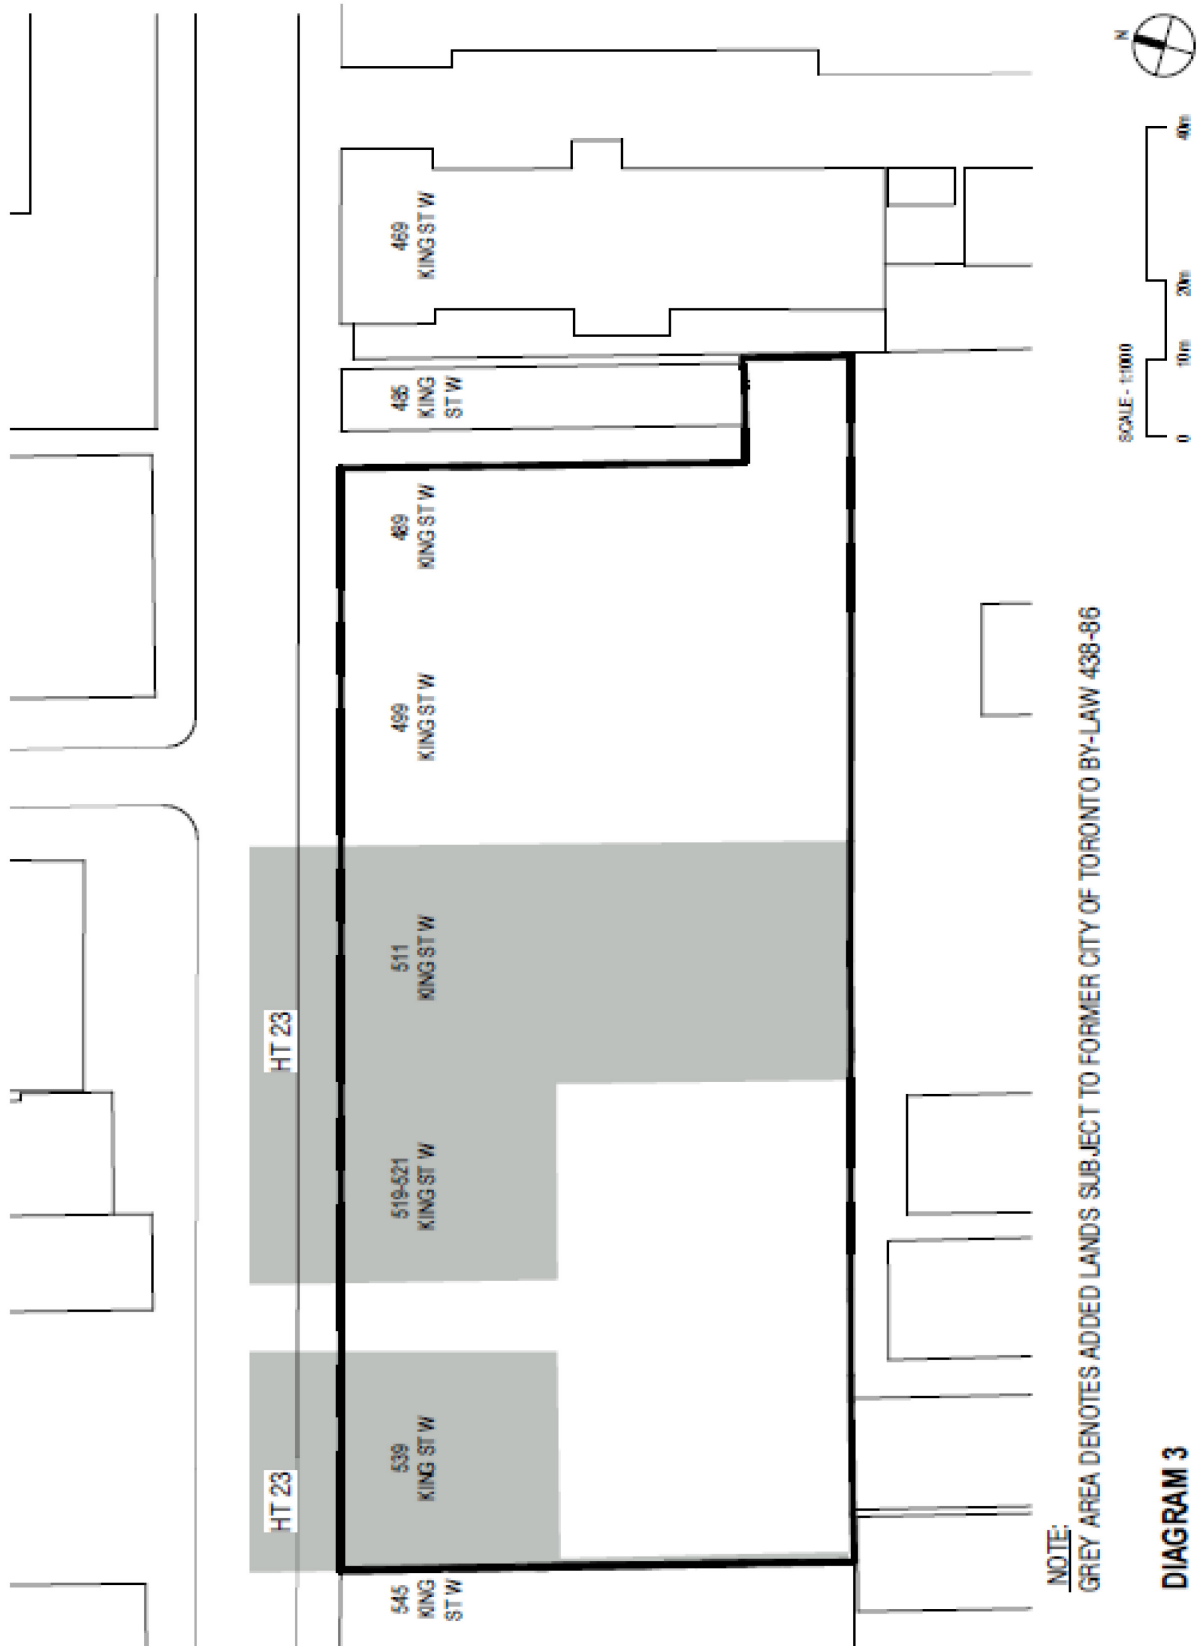 HT 23
HT 23
545
KING
ST W
539
KING ST W
519-521
KING ST W
511
KING ST W
499
KING ST W
489
KING ST W
485
KING
ST W
469
KING ST W
NOTE:
GREY AREA DENOTES ADDED LANDS SUBJECT TO FORMER CITY OF TORONTO BY-LAW 438-86
DIAGRAM 3
SCALE - 1:1000
0 10m 20m 40m
N